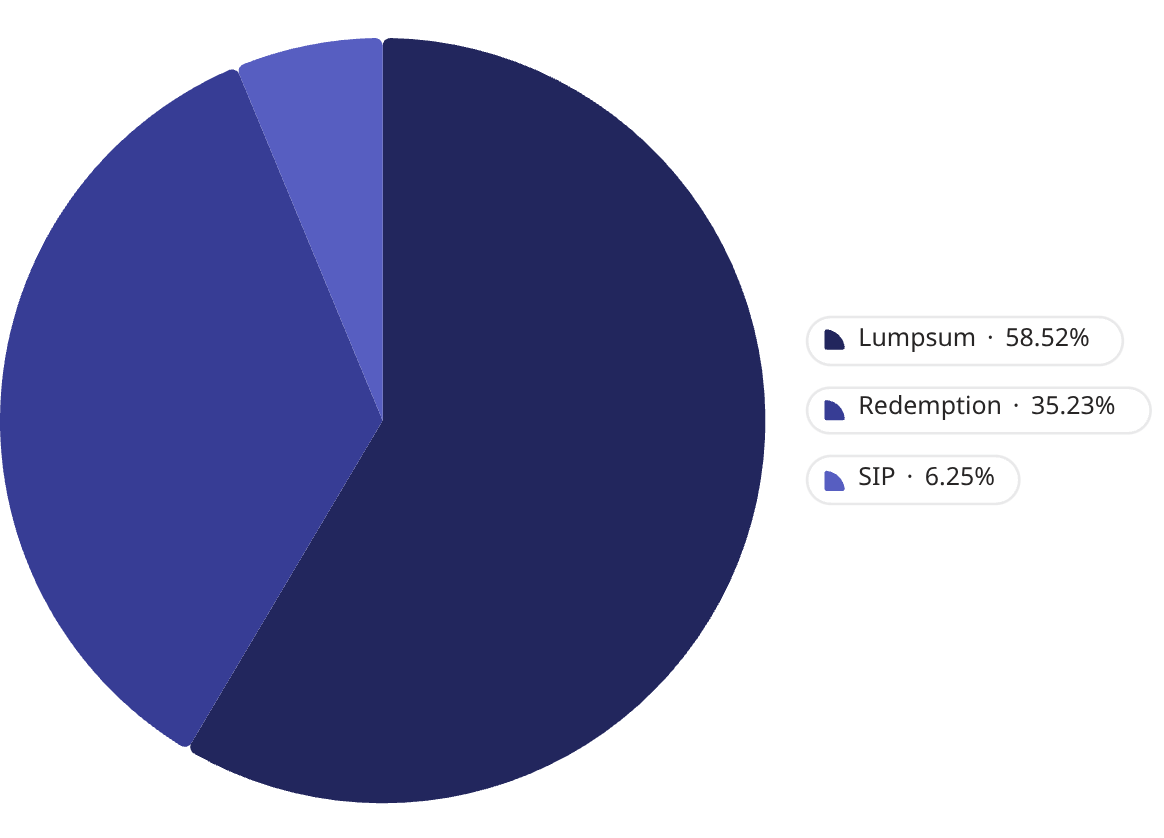 Lumpsum · 58.52%
Redemption · 35.23%
SIP · 6.25%